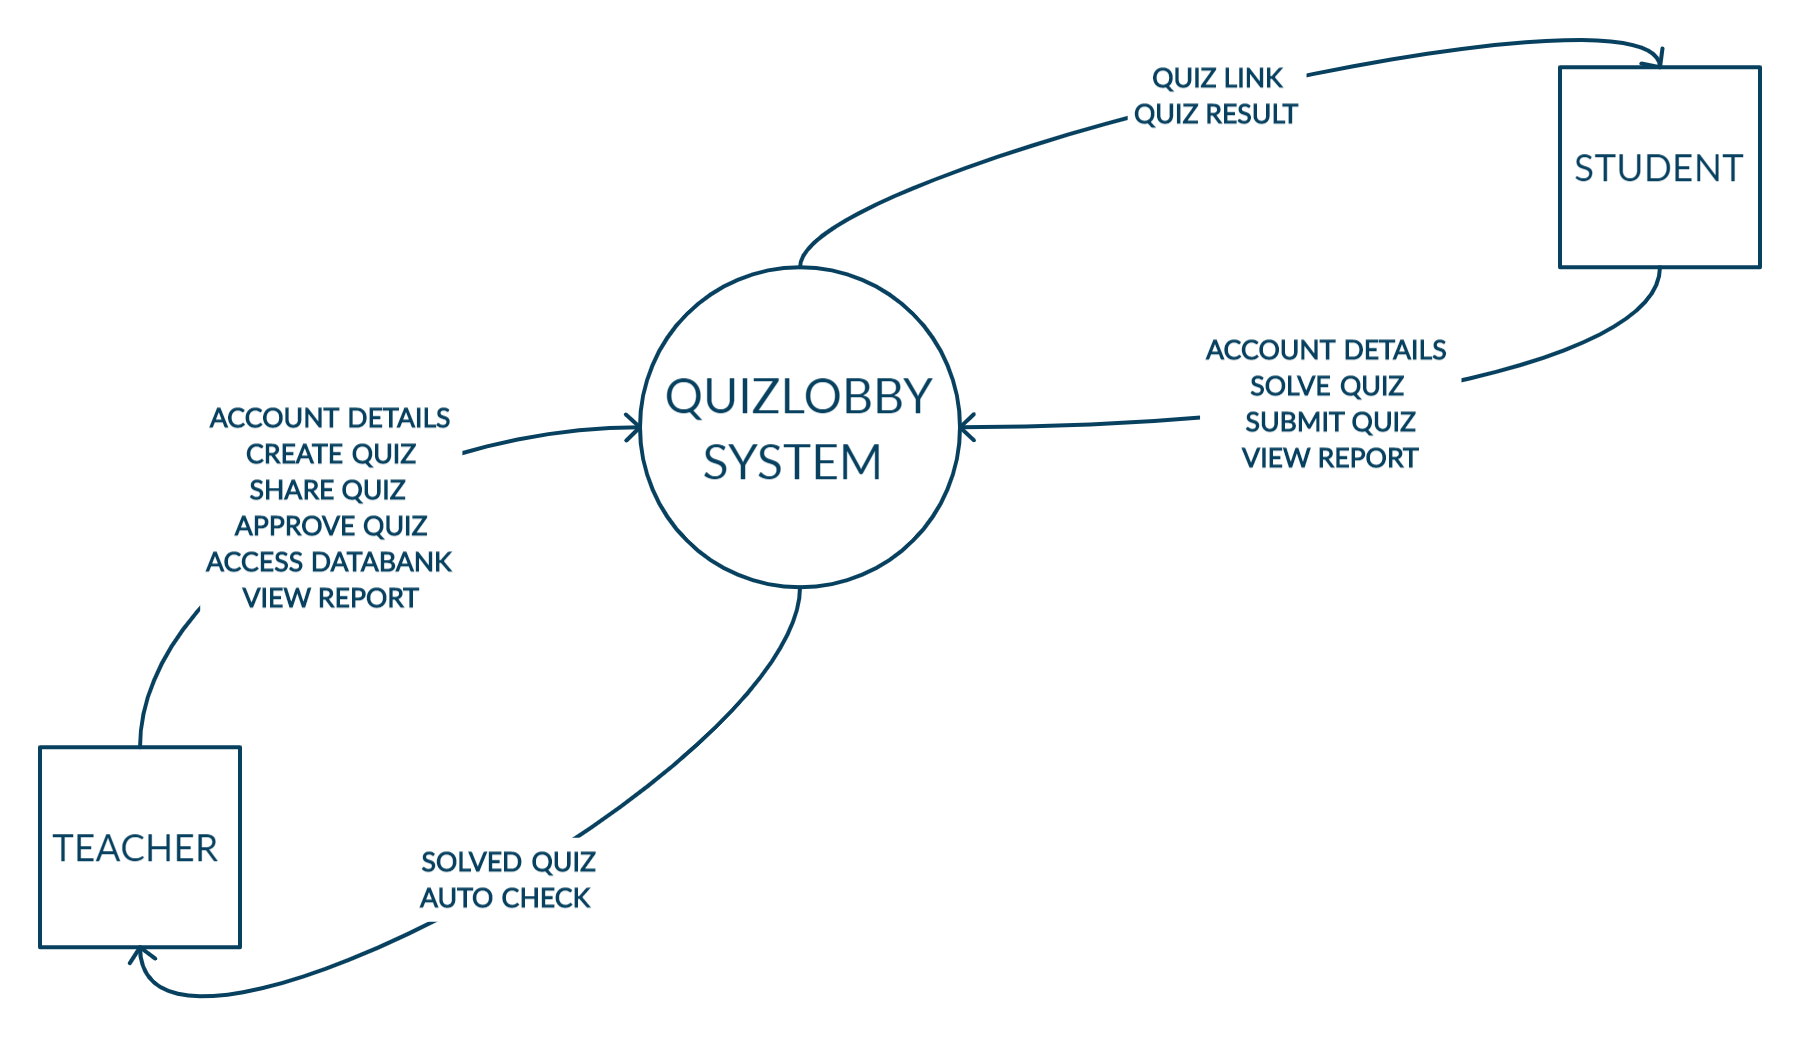 QUIZ LINK
QUIZ RESULT
STUDENT
ACCOUNT DETAILS
SOLVE QUIZ
SUBMIT QUIZ
VIEW REPORT
QUIZLOBBY
SYSTEM
ACCOUNT DETAILS
CREATE QUIZ
SHARE QUIZ
APPROVE QUIZ
ACCESS DATABANK
VIEW REPORT
TEACHER
SOLVED QUIZ
AUTO CHECK